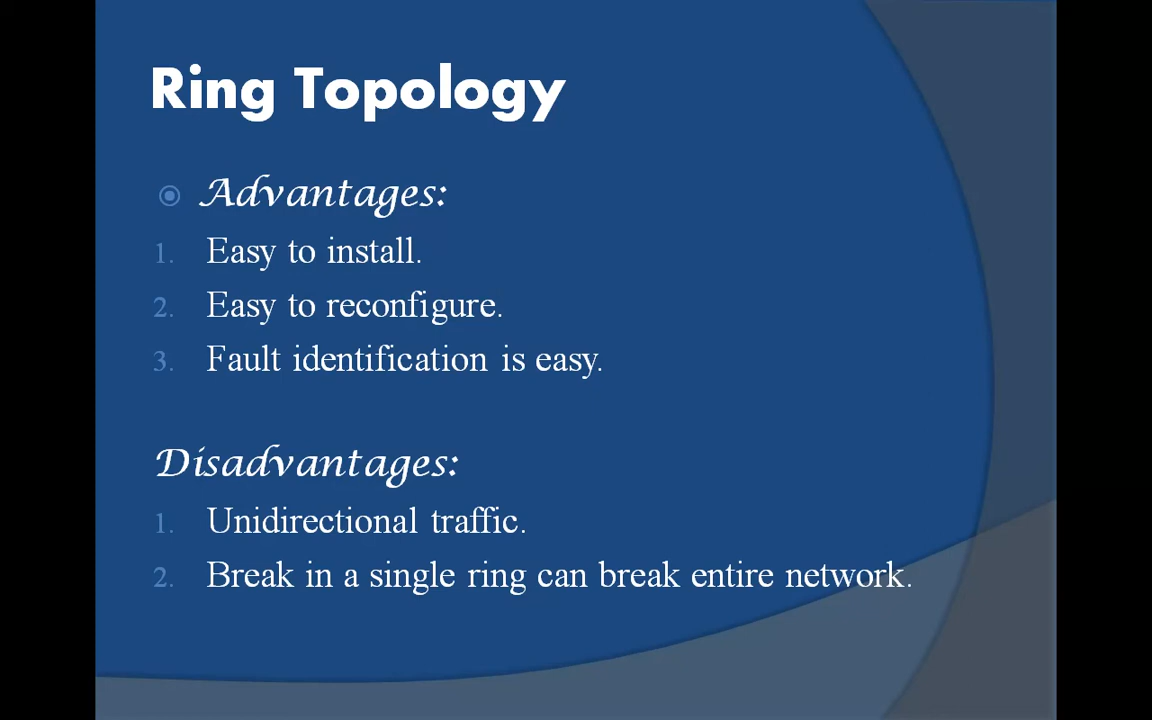 Ring Topology
Advantages:
1. Easy to install.
2. Easy to reconfigure.
3. Fault identification is easy.
Disadvantages:
1. Unidirectional traffic.
2. Break in a single ring can break entire network.